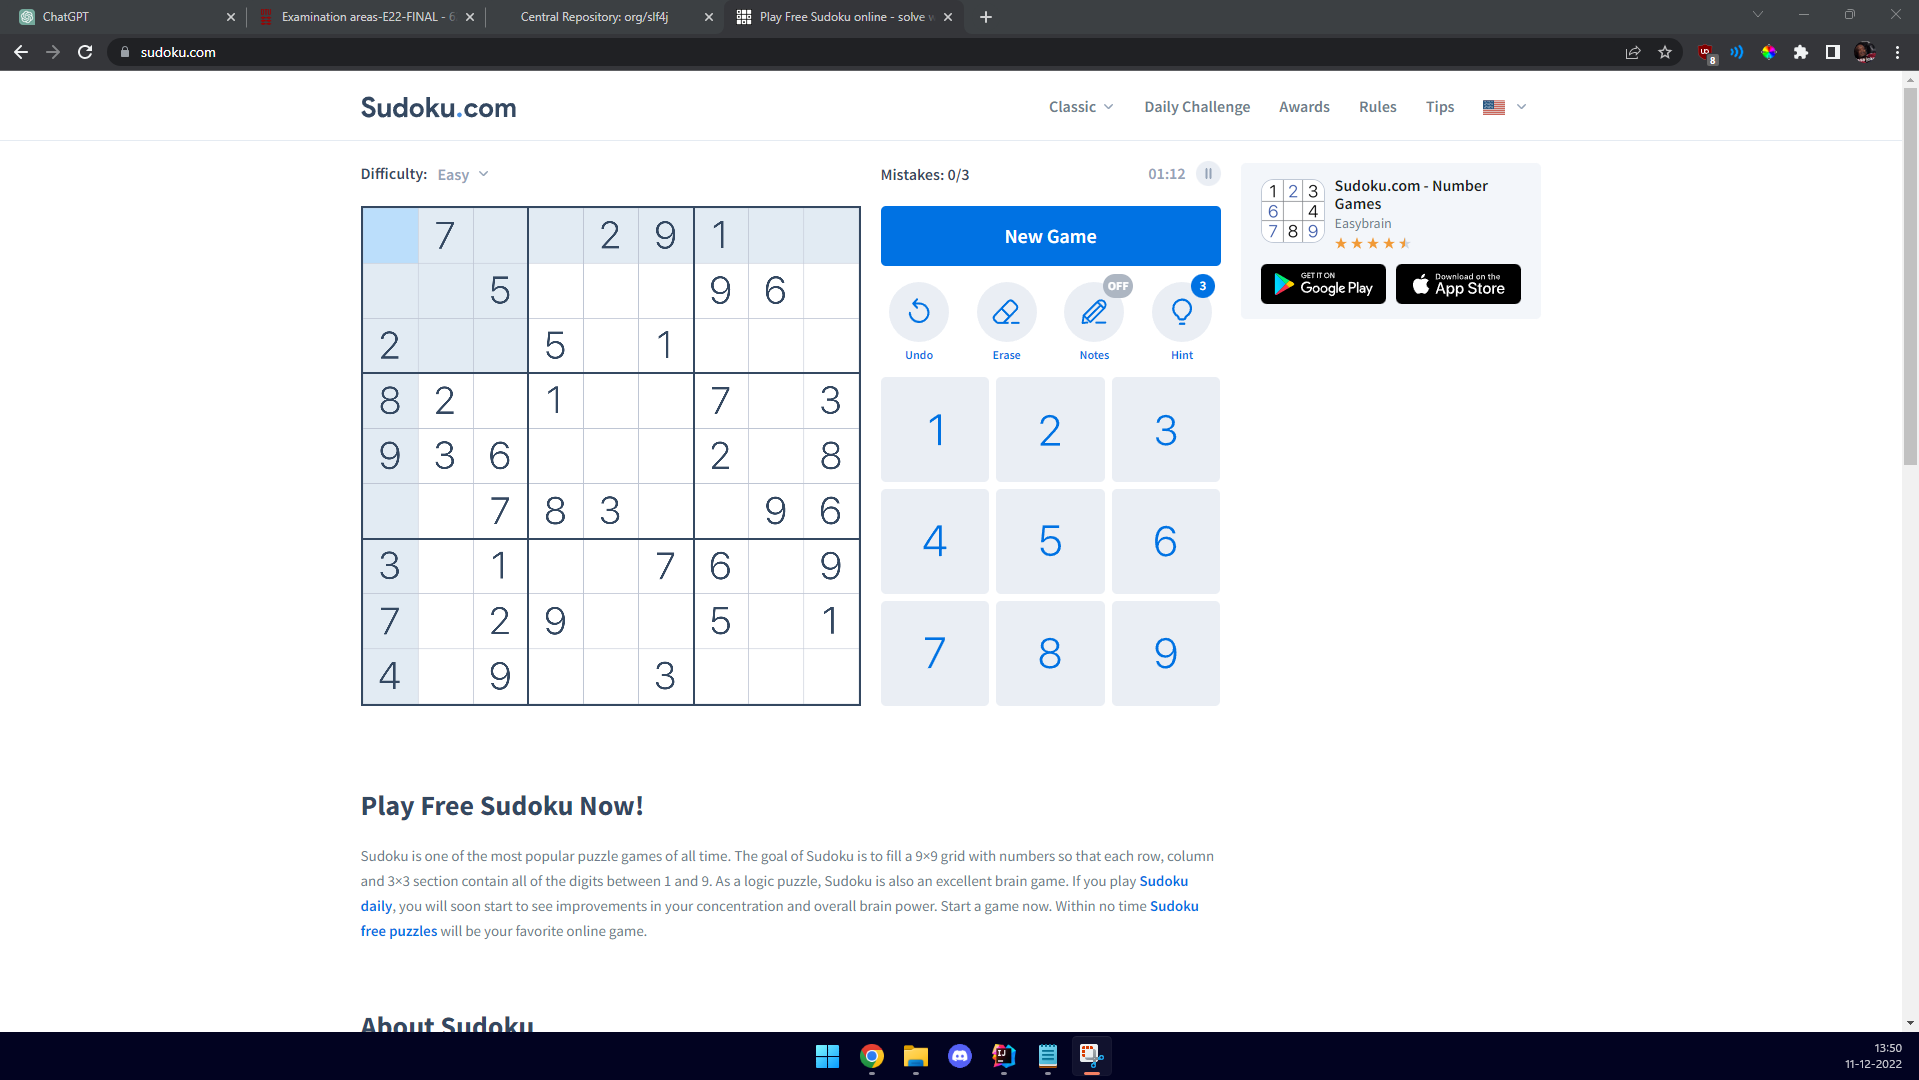 ChatGPT
Examination areas-E22-FINAL - 6.
Central Repository: org/slf4j
Play Free Sudoku online - solve w
sudoku.com
8
Sudoku.com
Classic
Daily Challenge
Awards
Rules
Tips
Difficulty: Easy
Mistakes: 0/3
01:12
7 2 9 1
5 9 6
2 5 1
8 2 1 7 3
9 3 6 2 8
7 8 3 9 6
3 1 7 6 9
7 2 9 5 1
4 9 3
New Game
OFF
3
Undo
Erase
Notes
Hint
1 2 3
4 5 6
7 8 9
1 2 3
6 4
7 8 9
Sudoku.com - Number
Games
Easybrain
GET IT ON
Google Play
Download on the
App Store
Play Free Sudoku Now!
Sudoku is one of the most popular puzzle games of all time. The goal of Sudoku is to fill a 9×9 grid with numbers so that each row, column
and 3×3 section contain all of the digits between 1 and 9. As a logic puzzle, Sudoku is also an excellent brain game. If you play Sudoku
daily, you will soon start to see improvements in your concentration and overall brain power. Start a game now. Within no time Sudoku
free puzzles will be your favorite online game.
About Sudoku
13:50
11-12-2022